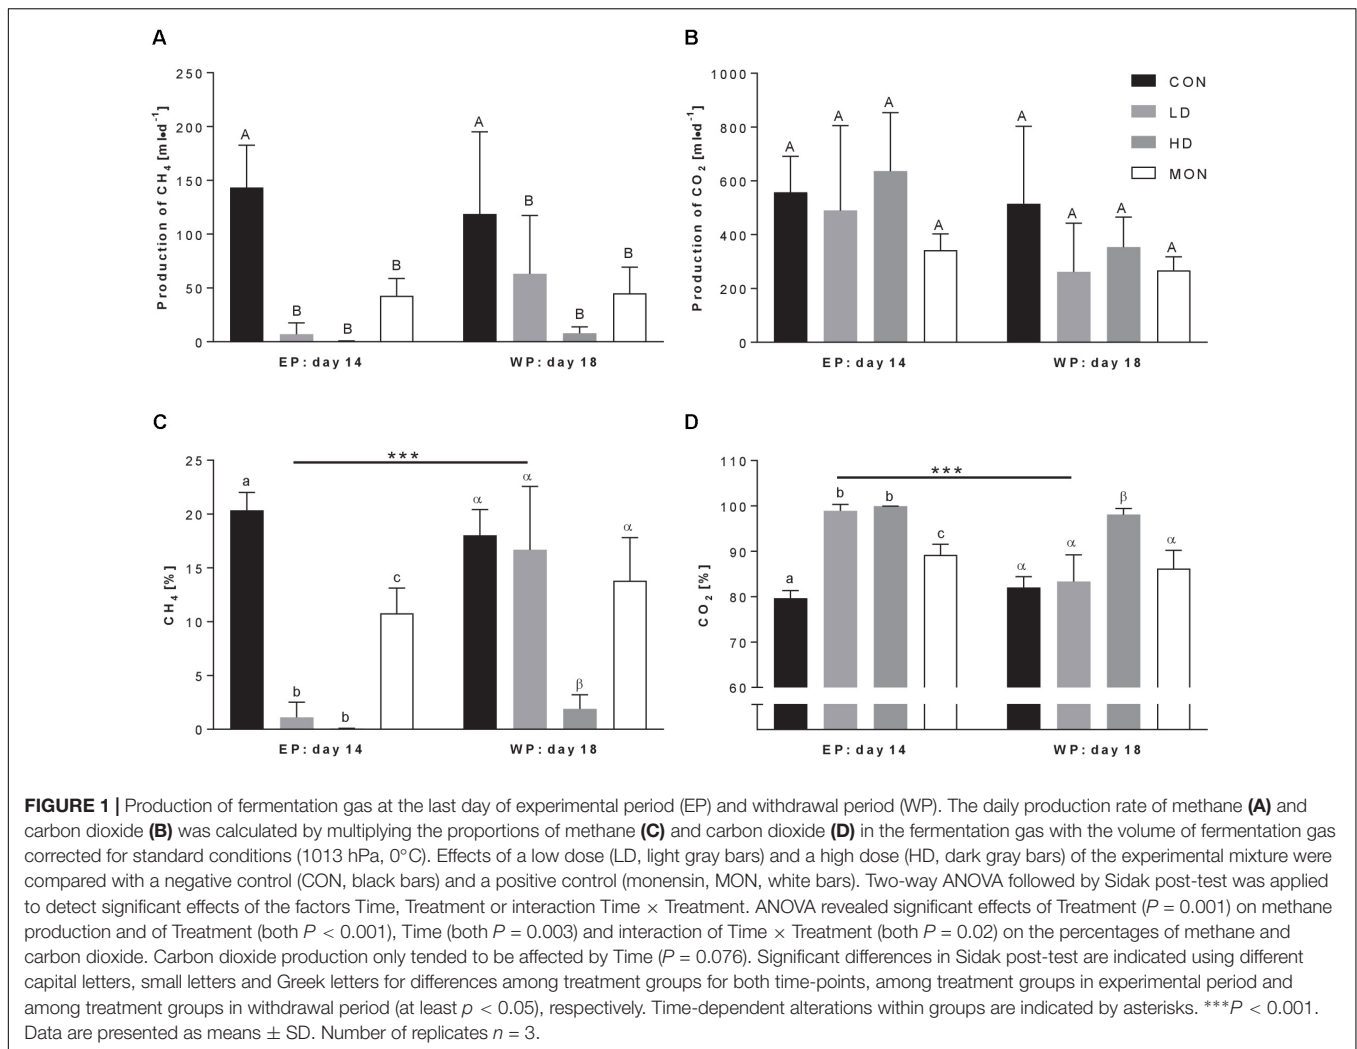 A
Production of CH4 [ml•d-1]
250
200
150
100
50
0
A
B
B
B
A
B
B
B
EP: day 14
WP: day 18
B
Production of CO2 [ml•d-1]
1000
800
600
400
200
0
A
A
A
A
A
A
A
A
EP: day 14
WP: day 18
CON
LD
HD
MON
C
CH4 [%]
25
20
15
10
5
0
***
a
b
b
c
α
α
β
α
EP: day 14
WP: day 18
D
CO2 [%]
110
100
90
80
70
60
***
a
b
b
c
α
α
β
α
EP: day 14
WP: day 18
FIGURE 1 | Production of fermentation gas at the last day of experimental period (EP) and withdrawal period (WP). The daily production rate of methane (A) and
carbon dioxide (B) was calculated by multiplying the proportions of methane (C) and carbon dioxide (D) in the fermentation gas with the volume of fermentation gas
corrected for standard conditions (1013 hPa, 0°C). Effects of a low dose (LD, light gray bars) and a high dose (HD, dark gray bars) of the experimental mixture were
compared with a negative control (CON, black bars) and a positive control (monensin, MON, white bars). Two-way ANOVA followed by Sidak post-test was applied
to detect significant effects of the factors Time, Treatment or interaction Time × Treatment. ANOVA revealed significant effects of Treatment (P = 0.001) on methane
production and of Treatment (both P < 0.001), Time (both P = 0.003) and interaction of Time × Treatment (both P = 0.02) on the percentages of methane and
carbon dioxide. Carbon dioxide production only tended to be affected by Time (P = 0.076). Significant differences in Sidak post-test are indicated using different
capital letters, small letters and Greek letters for differences among treatment groups for both time-points, among treatment groups in experimental period and
among treatment groups in withdrawal period (at least p < 0.05), respectively. Time-dependent alterations within groups are indicated by asterisks. ***P < 0.001.
Data are presented as means ± SD. Number of replicates n = 3.